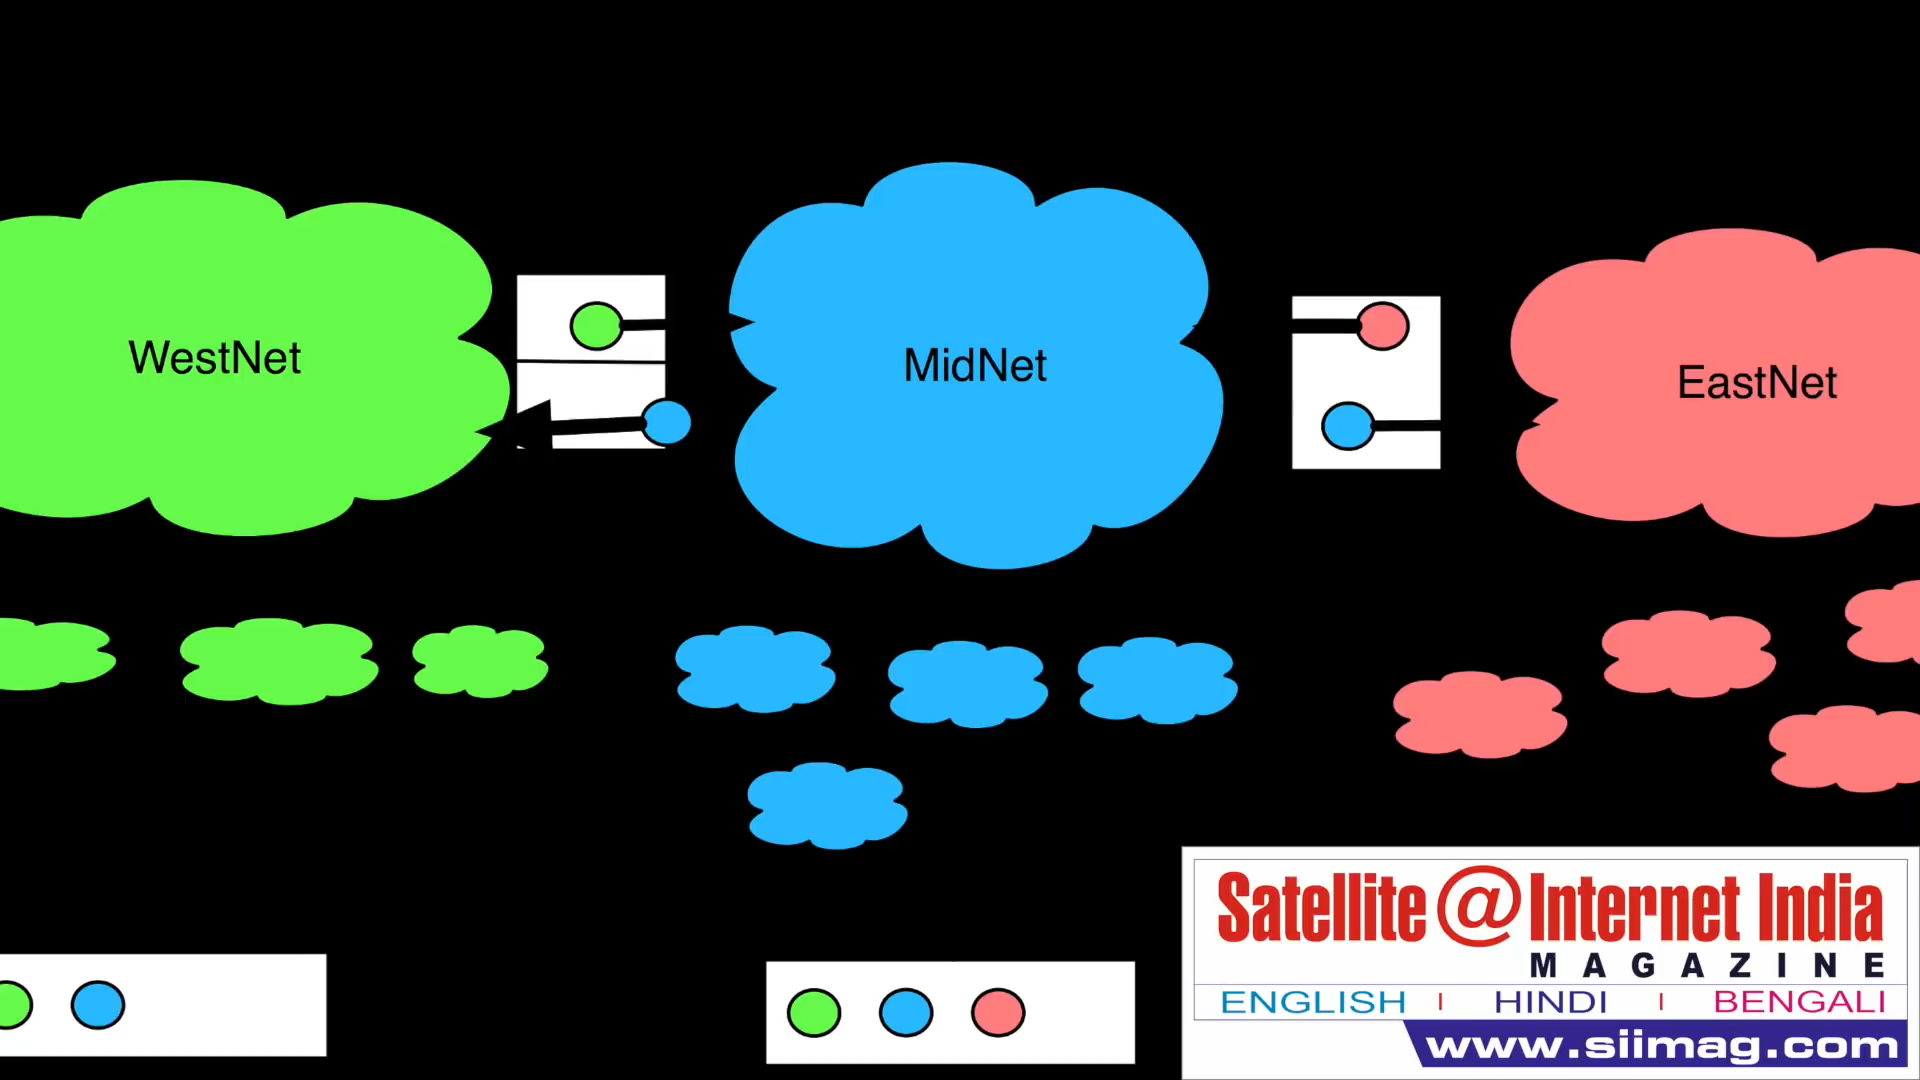 WestNet
MidNet
EastNet
Satellite @ Internet India
MAGAZINE
ENGLISH | HINDI | BENGALI
www.siimag.com